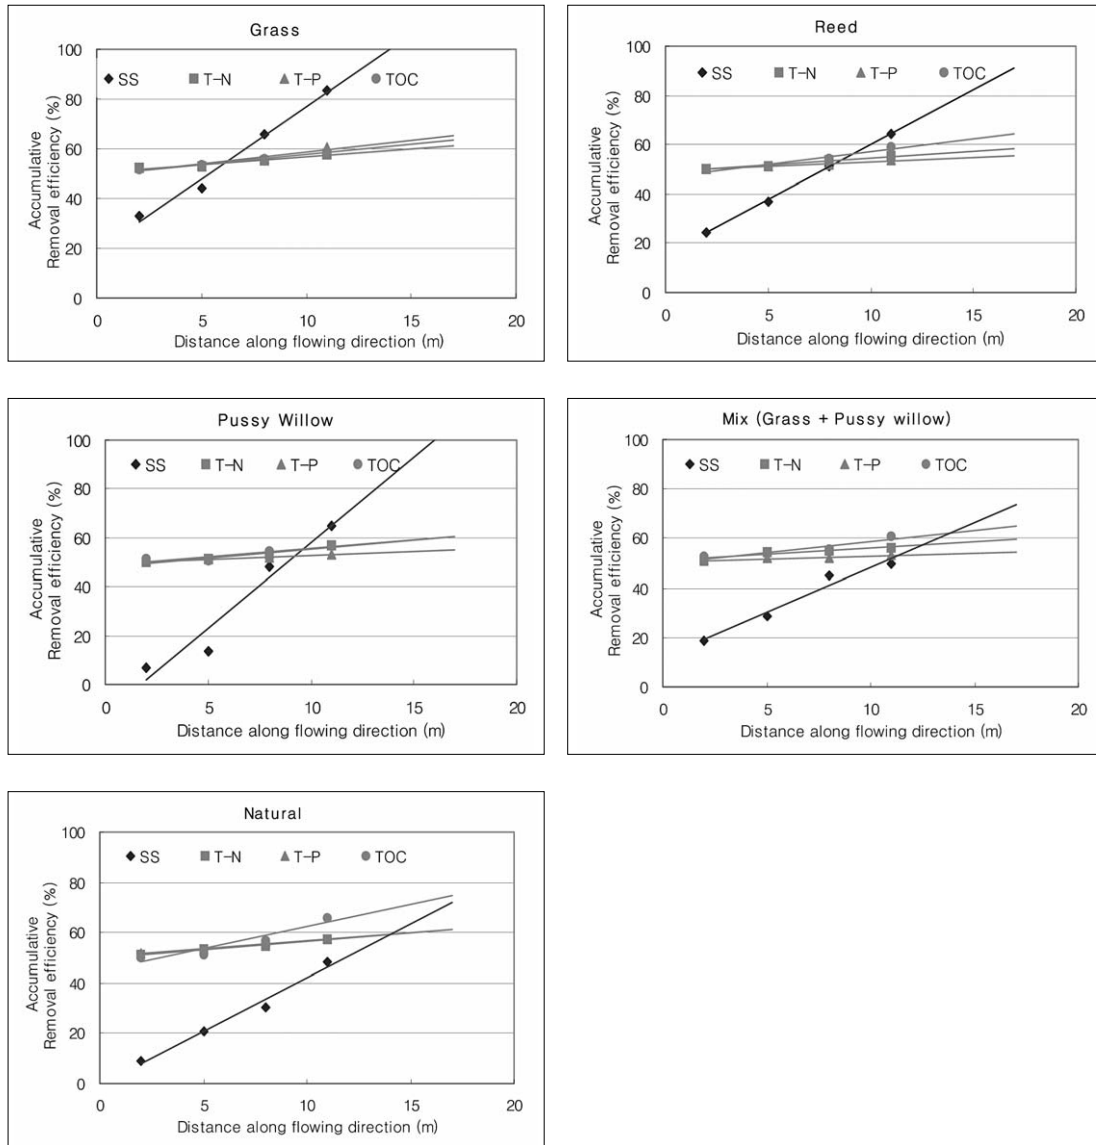 Grass
Accumulative
Removal efficiency (%)
100
80
60
40
20
0
SS T-N T-P TOC
0 5 10 15 20
Distance along flowing direction (m)
Reed
Accumulative
Removal efficiency (%)
100
80
60
40
20
0
SS T-N T-P TOC
0 5 10 15 20
Distance along flowing direction (m)
Pussy Willow
Accumulative
Removal efficiency (%)
100
80
60
40
20
0
SS T-N T-P TOC
0 5 10 15 20
Distance along flowing direction (m)
Mix (Grass + Pussy willow)
Accumulative
Removal efficiency (%)
100
80
60
40
20
0
SS T-N T-P TOC
0 5 10 15 20
Distance along flowing direction (m)
Natural
Accumulative
Removal efficiency (%)
100
80
60
40
20
0
SS T-N T-P TOC
0 5 10 15 20
Distance along flowing direction (m)